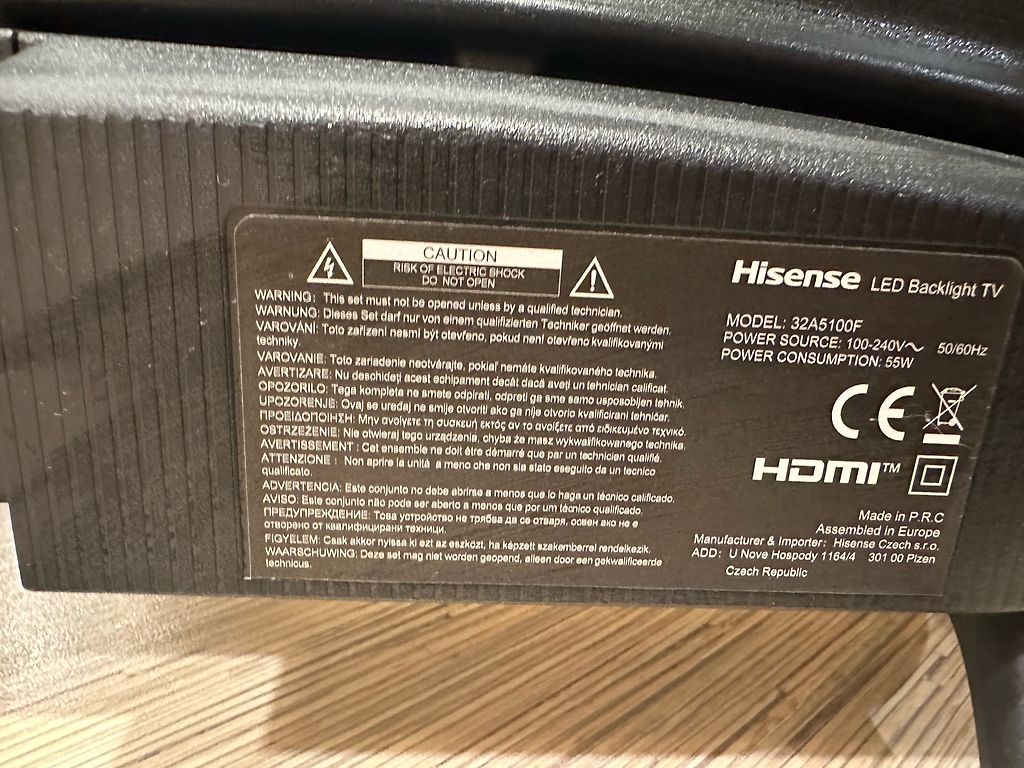 CAUTION
RISK OF ELECTRIC SHOCK
DO NOT OPEN
WARNING: This set must not be opened unless by a qualified technician.
WARNUNG: Dieses Set darf nur von einem qualifizierten Techniker geöffnet werden.
VAROVÁNÍ: Toto zařízení nesmí být otevřeno, pokud není otevřeno kvalifikovanými
techniky.
VAROVANIE: Toto zariadenie neotvárajte, pokiaľ nemáte kvalifikovaného technika.
AVERTIZARE: Nu deschideți acest echipament decât dacă aveți un tehnician calificat.
OPOZORILO: Tega kompleta ne smete odpirati, odpreti ga sme samo usposobljen tehnik.
UPOZORENJE: Ovaj se uređaj ne smije otvoriti ako ga nije otvorio kvalificirani tehničar.
ΠΡΟΕΙΔΟΠΟΙΗΣΗ: Μην ανοίγετε τη συσκευή εκτός αν το ανοίξετε από ειδικευμένο τεχνικό.
OSTRZEŻENIE: Nie otwieraj tego urządzenia, chyba że masz wykwalifikowanego technika.
AVERTISSEMENT : Cet ensemble ne doit être démarré que par un technicien qualifié.
ATTENZIONE : Non aprire la unità a meno che non sia stato eseguito da un tecnico
qualificato.
ADVERTENCIA: Este conjunto no debe abrirse a menos que lo haga un técnico calificado.
AVISO: Este conjunto não pode ser aberto a menos que por um técnico qualificado.
ПРЕДУПРЕЖДЕНИЕ: Това устройство не трябва да се отваря, освен ако не е
отворено от квалифицирани техници.
FIGYELEM: Csak akkor nyissa ki ezt az eszközt, ha képzett szakemberrel rendelkezik.
WAARSCHUWING: Deze set mag niet worden geopend, alleen door een gekwalificeerde
technicus.
Hisense LED Backlight TV
MODEL: 32A5100F
POWER SOURCE: 100-240V～ 50/60Hz
POWER CONSUMPTION: 55W
CE
HDMI™
Made in P.R.C
Assembled in Europe
Manufacturer & Importer: Hisense Czech s.r.o.
ADD: U Nove Hospody 1164/4 301 00 Plzen
Czech Republic